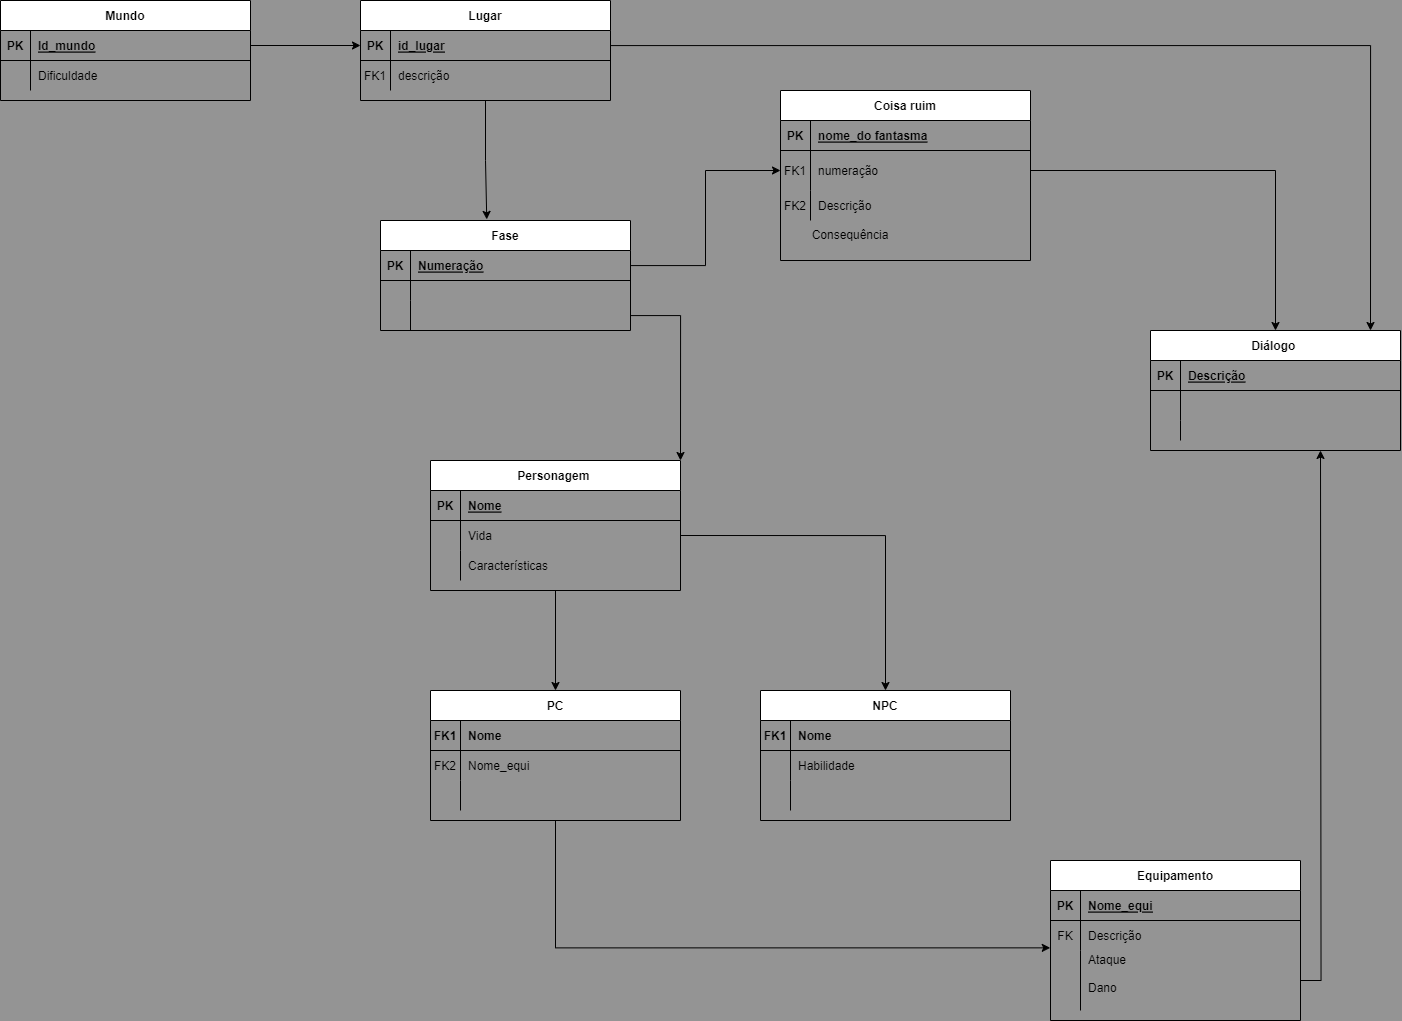 Mundo
PK Id_mundo
Dificuldade
Lugar
PK id_lugar
FK1 descrição
Coisa ruim
PK nome_do fantasma
FK1 numeração
FK2 Descrição
Consequência
Fase
PK Numeração
Diálogo
PK Descrição
Personagem
PK Nome
Vida
Características
PC
FK1 Nome
FK2 Nome_equi
NPC
FK1 Nome
Habilidade
Equipamento
PK Nome_equi
FK Descrição
Ataque
Dano